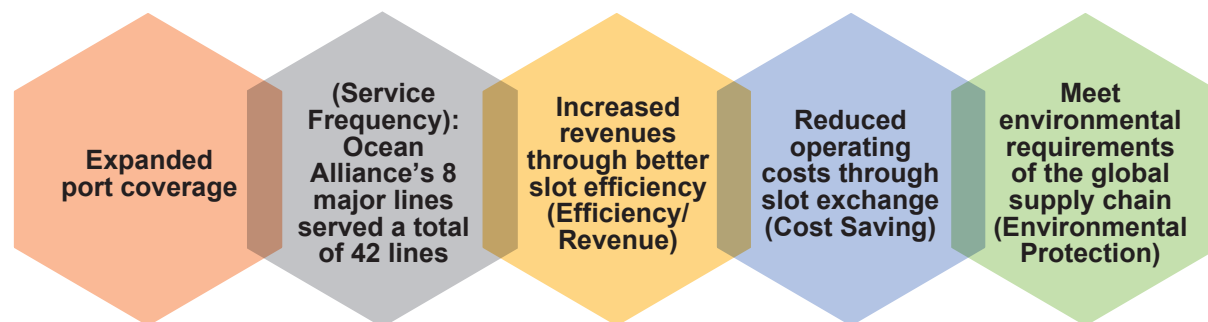 Expanded
port coverage
(Service
Frequency):
Ocean
Alliance's 8
major lines
served a total
of 42 lines
Increased
revenues
through better
slot efficiency
(Efficiency/
Revenue)
Reduced
operating
costs through
slot exchange
(Cost Saving)
Meet
environmental
requirements
of the global
supply chain
(Environmental
Protection)